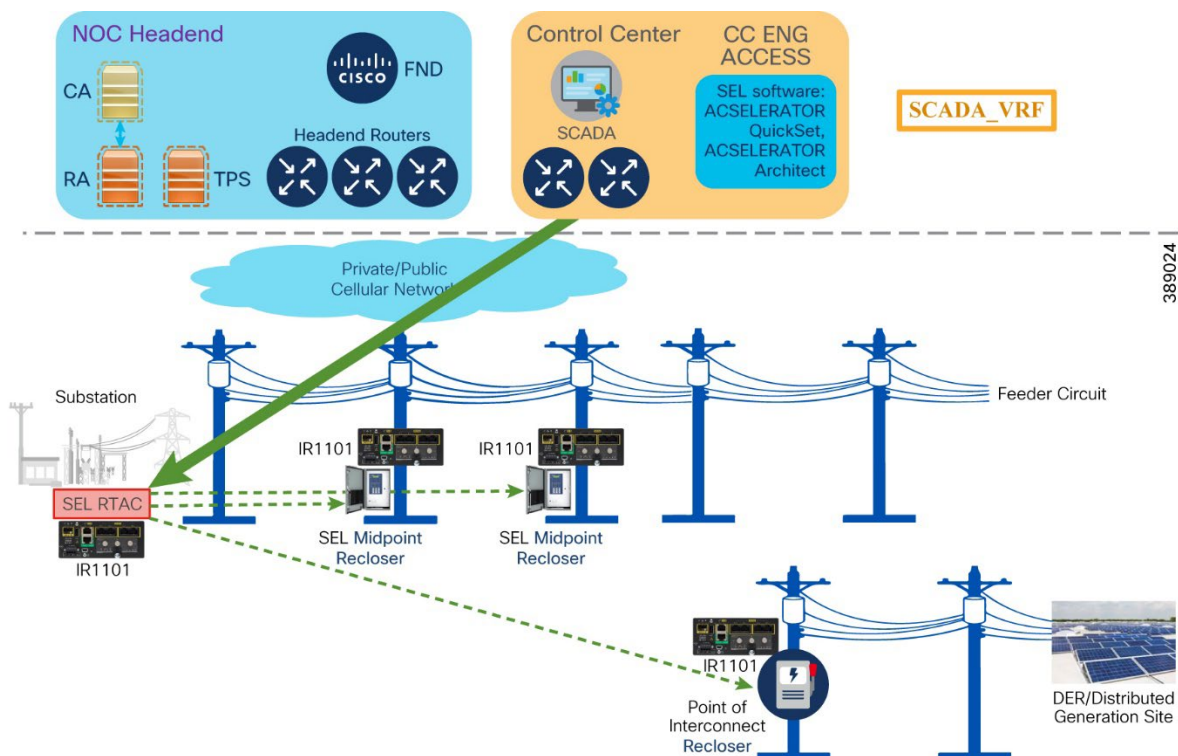 NOC Headend
CA
RA
TPS
CISCO
FND
Headend Routers
Control Center
SCADA
CC ENG
ACCESS
SEL software:
ACSELERATOR
QuickSet,
ACSELERATOR
Architect
SCADA_VRF
389024
Private/Public
Cellular Network
Substation
SEL RTAC
IR1101
IR1101
SEL Midpoint
Recloser
IR1101
SEL Midpoint
Recloser
Feeder Circuit
IR1101
Point of
Interconnect
Recloser
DER/Distributed
Generation Site